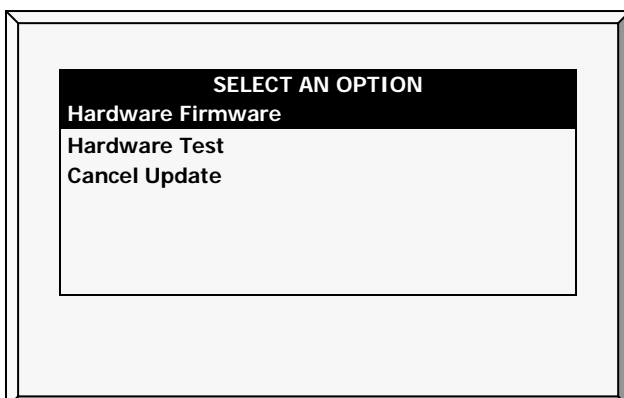 SELECT AN OPTION
Hardware Firmware
Hardware Test
Cancel Update